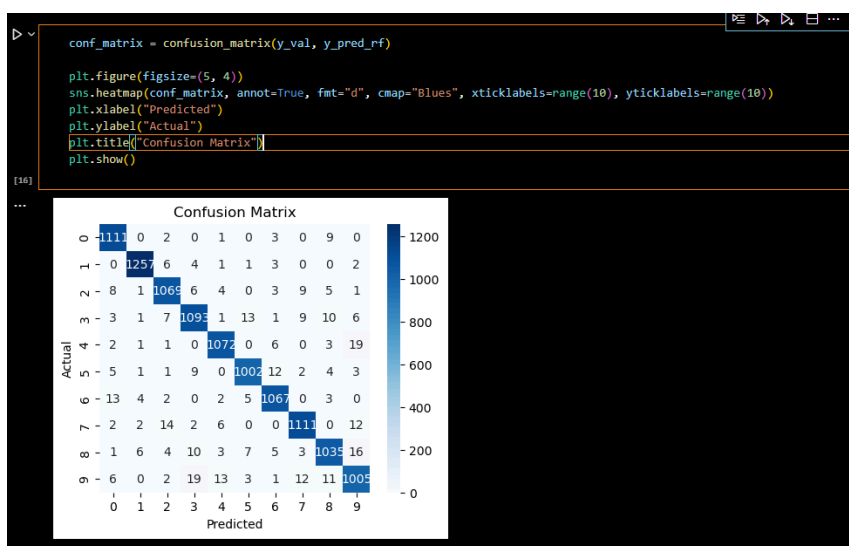 conf_matrix = confusion_matrix(y_val, y_pred_rf)
plt.figure(figsize=(5, 4))
sns.heatmap(conf_matrix, annot=True, fmt="d", cmap="Blues", xticklabels=range(10), yticklabels=range(10))
plt.xlabel("Predicted")
plt.ylabel("Actual")
plt.title("Confusion Matrix")
plt.show()
[16]
...
Confusion Matrix
0 1111 0 2 0 1 0 3 0 9 0
1 0 1257 6 4 1 1 3 0 0 2
2 8 1 1069 6 4 0 3 9 5 1
3 3 1 7 1093 1 13 1 9 10 6
4 2 1 1 0 1072 0 6 0 3 19
5 5 1 1 9 0 1002 12 2 4 3
6 13 4 2 0 2 5 1067 0 3 0
7 2 2 14 2 6 0 0 1111 0 12
8 1 6 4 10 3 7 5 3 1035 16
9 6 0 2 19 13 3 1 12 11 1005
0 1 2 3 4 5 6 7 8 9
Predicted
Actual
1200
1000
800
600
400
200
0